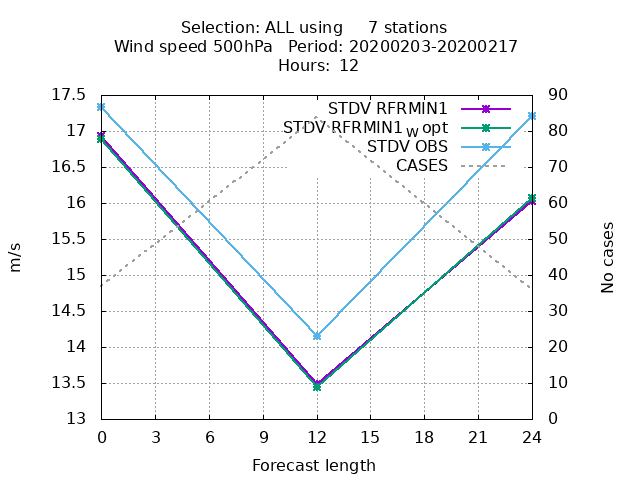 Selection: ALL using     7 stations
Wind speed 500hPa   Period: 20200203-20200217
Hours: 12
STDV RFRMIN1
STDV RFRMIN1_W opt
STDV OBS
CASES
17.5
17
16.5
16
15.5
15
14.5
14
13.5
13
90
80
70
60
50
40
30
20
10
0
m/s
No cases
0 3 6 9 12 15 18 21 24
Forecast length